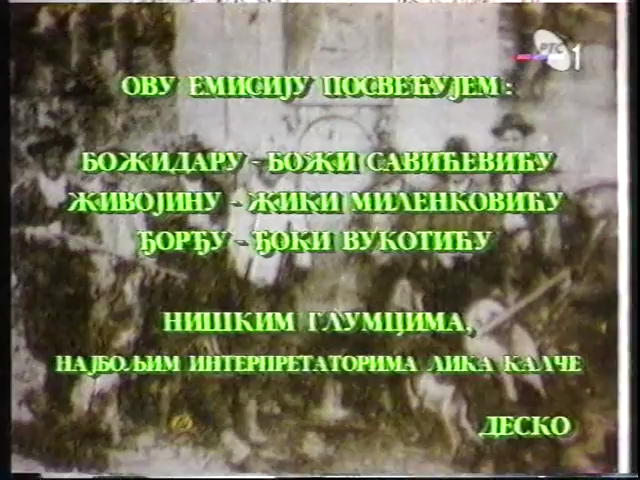 РТС 1
ОВУ ЕМИСИЈУ ПОСВЕЋУЈЕМ:
БОЖИДАРУ - БОЖИ САВИЋЕВИЋУ
ЖИВОЈИНУ - ЖИКИ МИЛЕНКОВИЋУ
ЂОРЂУ - ЂОКИ ВУКОТИЋУ
НИШКИМ ГЛУМЦИМА,
НАЈБОЉИМ ИНТЕРПРЕТАТОРИМА ЛИКА КАЛЧЕ
ДЕСКО